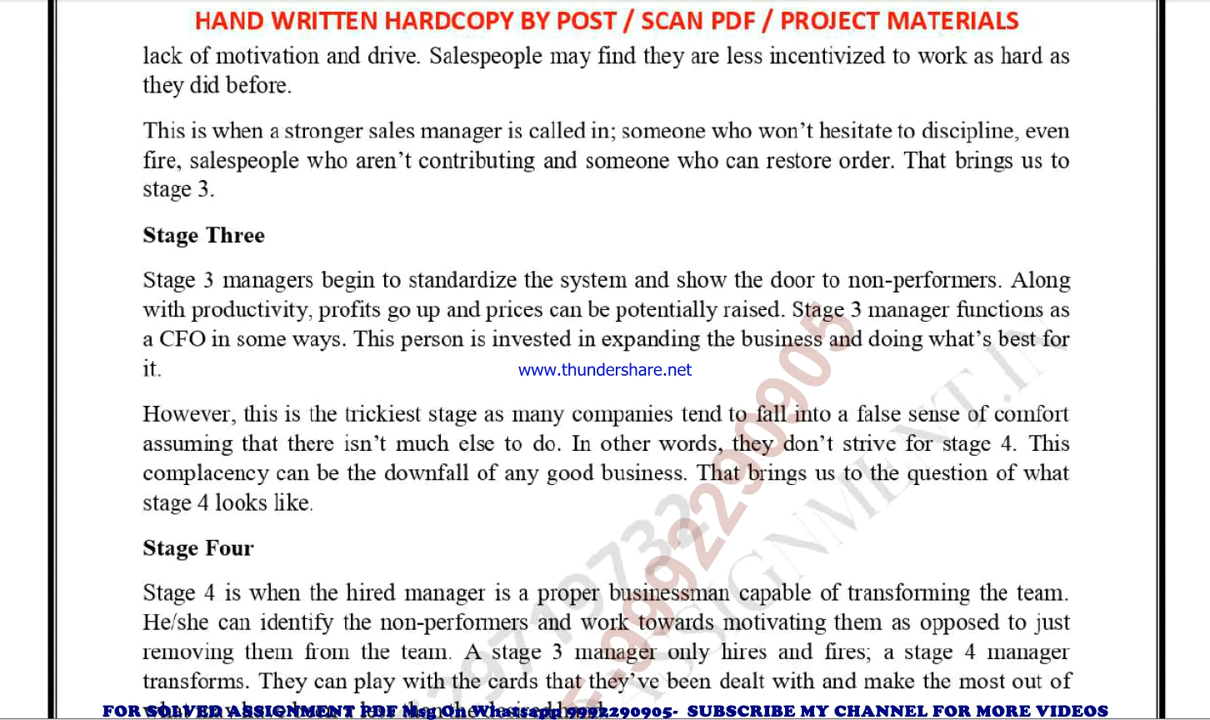 HAND WRITTEN HARDCOPY BY POST / SCAN PDF / PROJECT MATERIALS
lack of motivation and drive. Salespeople may find they are less incentivized to work as hard as
they did before.
This is when a stronger sales manager is called in; someone who won't hesitate to discipline, even
fire, salespeople who aren't contributing and someone who can restore order. That brings us to
stage 3.
Stage Three
Stage 3 managers begin to standardize the system and show the door to non-performers. Along
with productivity, profits go up and prices can be potentially raised. Stage 3 manager functions as
a CFO in some ways. This person is invested in expanding the business and doing what's best for
it.
www.thundershare.net
However, this is the trickiest stage as many companies tend to fall into a false sense of comfort
assuming that there isn't much else to do. In other words, they don't strive for stage 4. This
complacency can be the downfall of any good business. That brings us to the question of what
stage 4 looks like.
Stage Four
Stage 4 is when the hired manager is a proper businessman capable of transforming the team.
He/she can identify the non-performers and work towards motivating them as opposed to just
removing them from the team. A stage 3 manager only hires and fires; a stage 4 manager
transforms. They can play with the cards that they've been dealt with and make the most out of
FOR SOLVED ASSIGNMENT PDF Msg On Whatsapp 9992290905- SUBSCRIBE MY CHANNEL FOR MORE VIDEOS